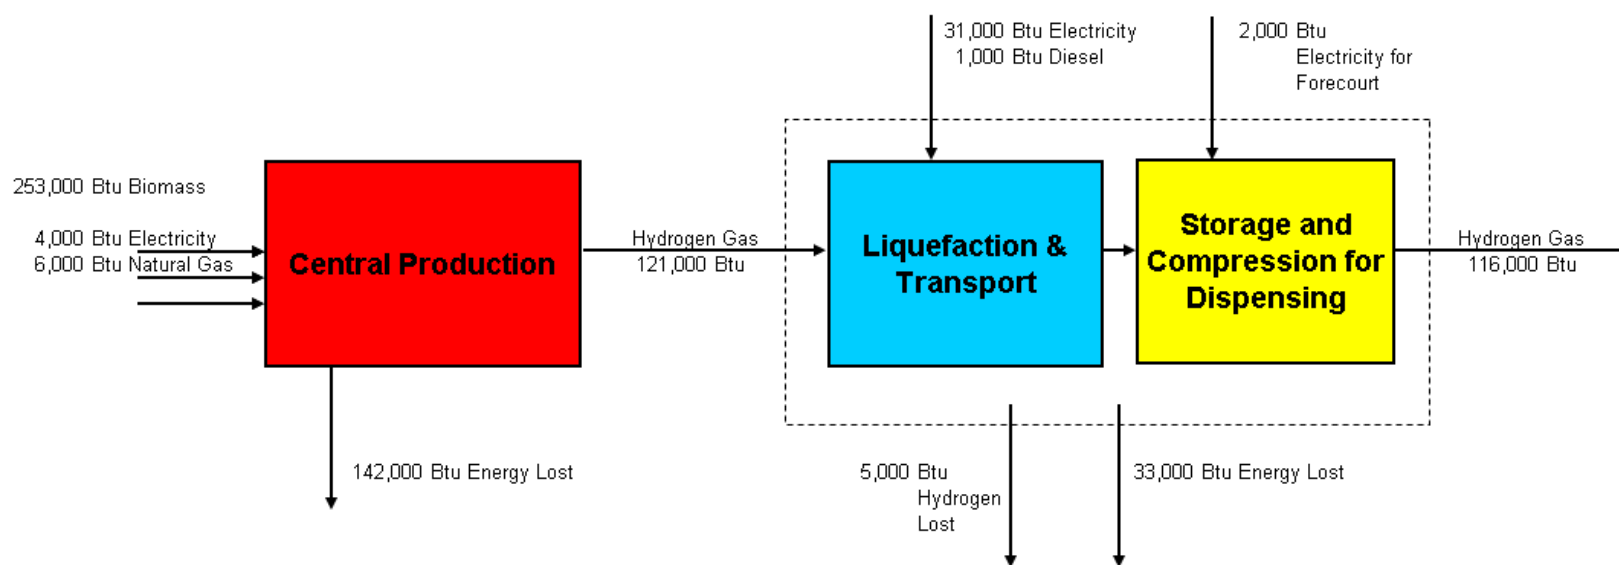 31,000 Btu Electricity
1,000 Btu Diesel
2,000 Btu
Electricity for
Forecourt
253,000 Btu Biomass
4,000 Btu Electricity
6,000 Btu Natural Gas
Central Production
Hydrogen Gas
121,000 Btu
Liquefaction &
Transport
Storage and
Compression for
Dispensing
Hydrogen Gas
116,000 Btu
142,000 Btu Energy Lost
5,000 Btu
Hydrogen
Lost
33,000 Btu Energy Lost